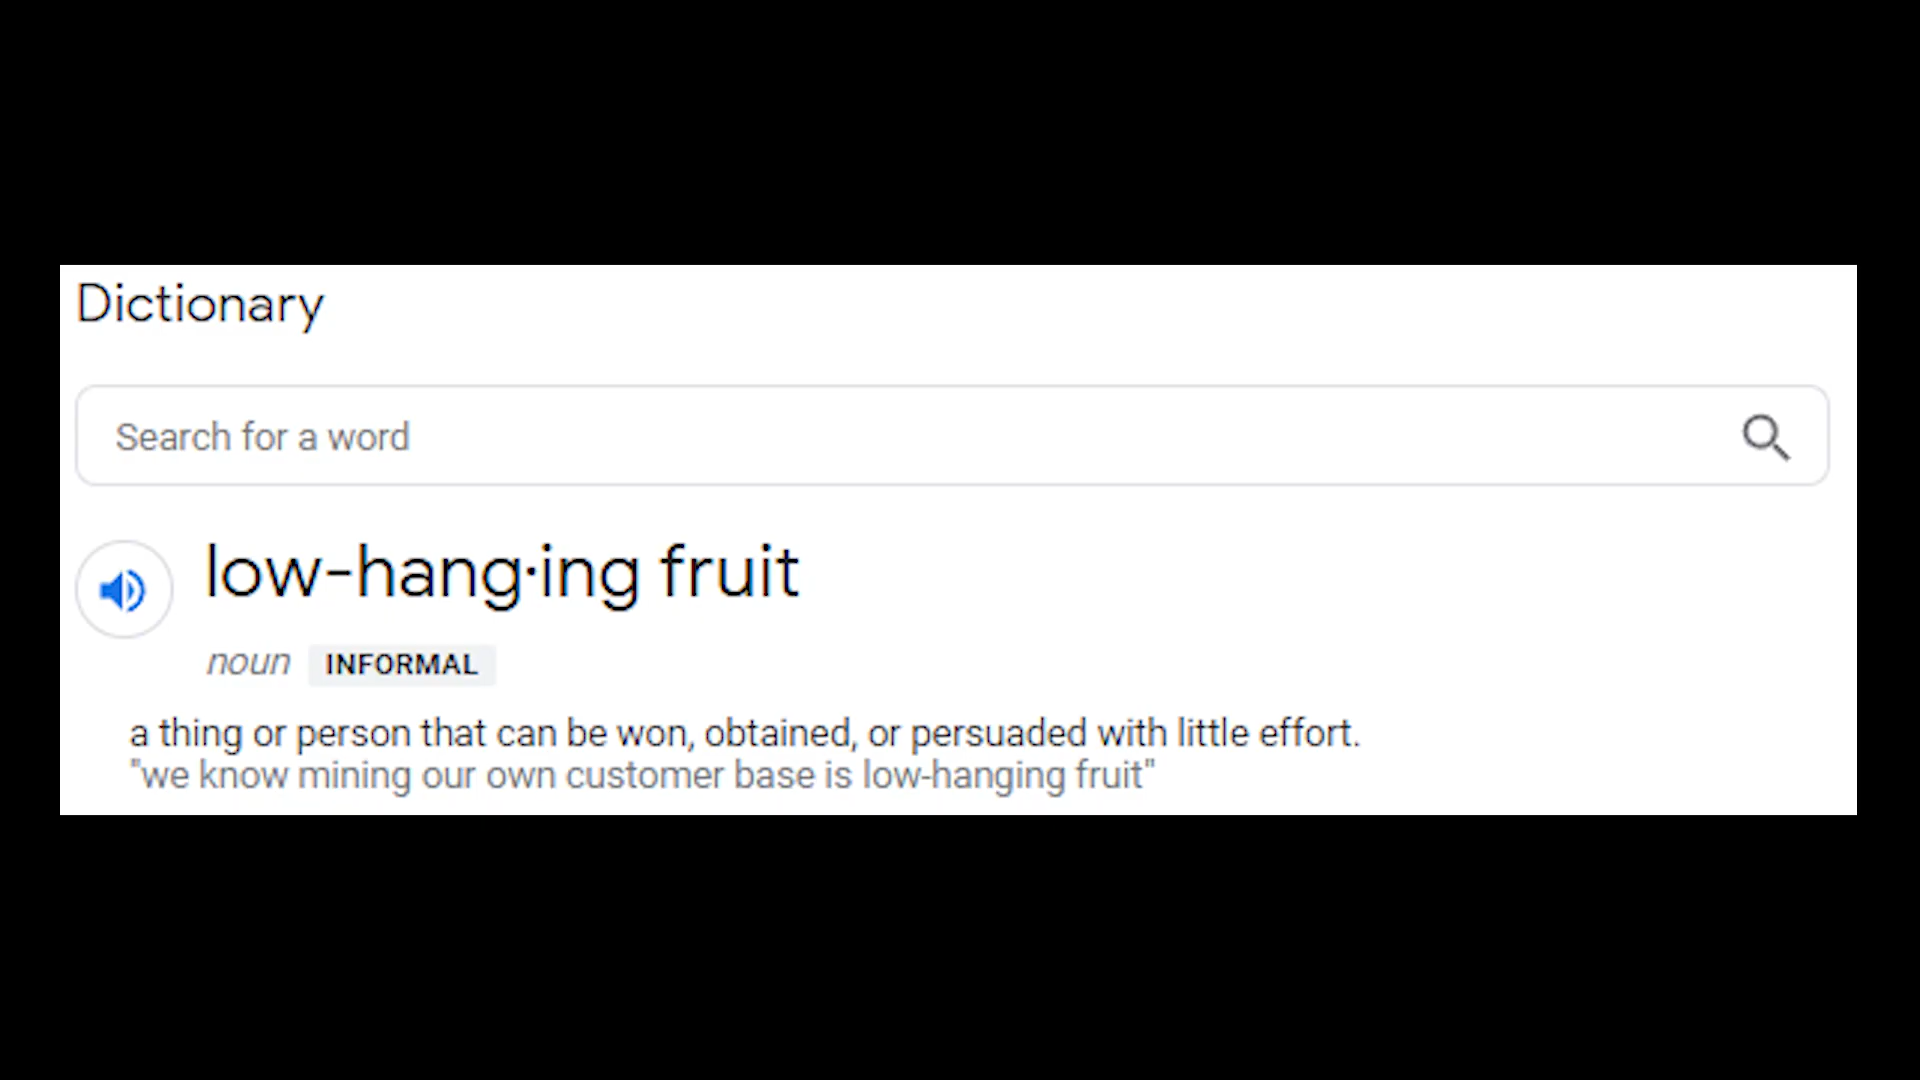 Dictionary
Search for a word
low-hang·ing fruit
noun INFORMAL
a thing or person that can be won, obtained, or persuaded with little effort.
"we know mining our own customer base is low-hanging fruit"